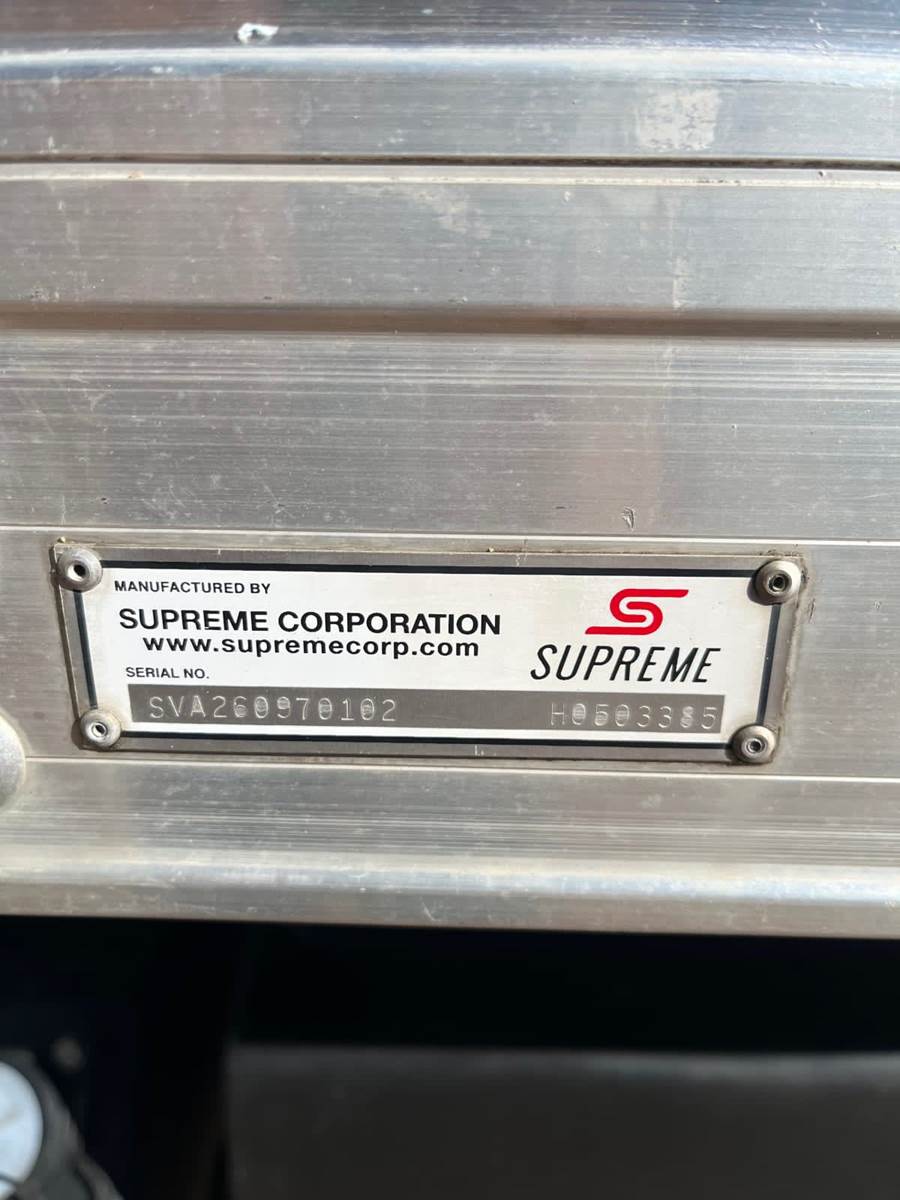 MANUFACTURED BY
SUPREME CORPORATION
www.supremecorp.com
SUPREME
SERIAL NO.
SVA260970102 H0503385